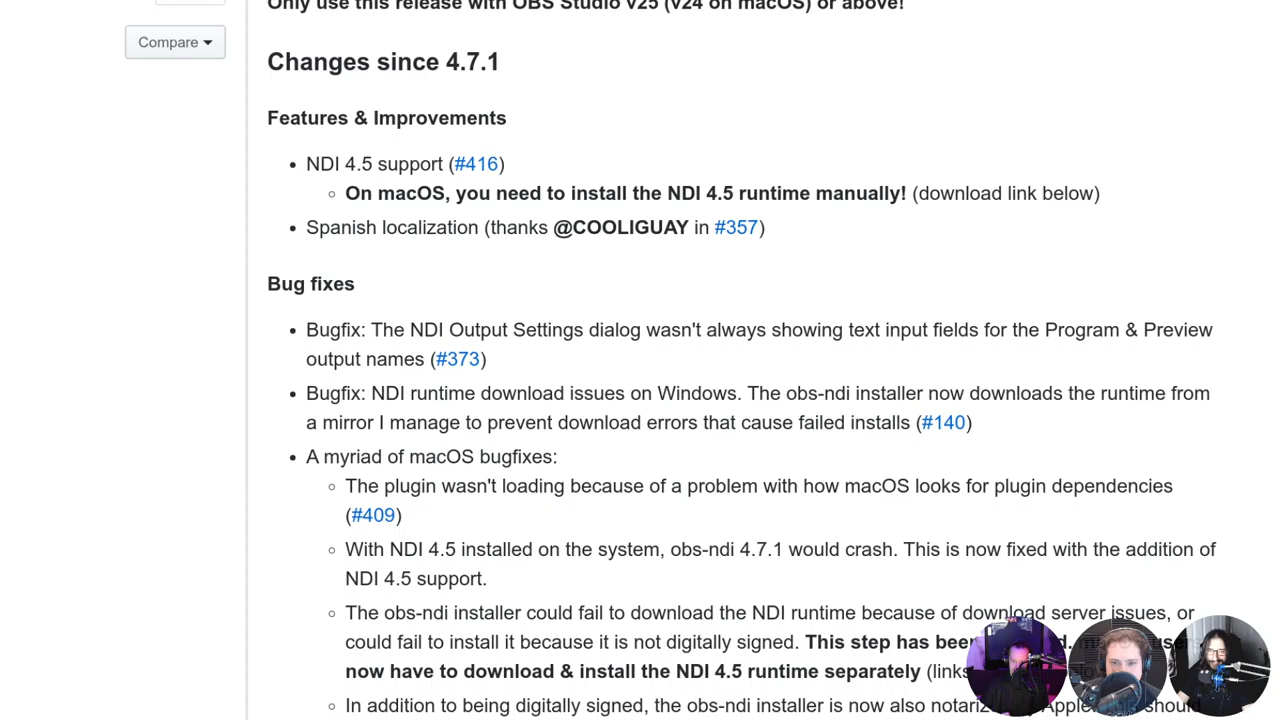 Only use this release with OBS Studio v25 (v24 on macOS) or above!
Compare
Changes since 4.7.1
Features & Improvements
• NDI 4.5 support (#416)
◦ On macOS, you need to install the NDI 4.5 runtime manually! (download link below)
• Spanish localization (thanks @COOLIGUAY in #357)
Bug fixes
• Bugfix: The NDI Output Settings dialog wasn't always showing text input fields for the Program & Preview
output names (#373)
• Bugfix: NDI runtime download issues on Windows. The obs-ndi installer now downloads the runtime from
a mirror I manage to prevent download errors that cause failed installs (#140)
• A myriad of macOS bugfixes:
◦ The plugin wasn't loading because of a problem with how macOS looks for plugin dependencies
(#409)
◦ With NDI 4.5 installed on the system, obs-ndi 4.7.1 would crash. This is now fixed with the addition of
NDI 4.5 support.
◦ The obs-ndi installer could fail to download the NDI runtime because of download server issues, or
could fail to install it because it is not digitally signed. This step has
now have to download & install the NDI 4.5 runtime separately (links
◦ In addition to being digitally signed, the obs-ndi installer is now also should